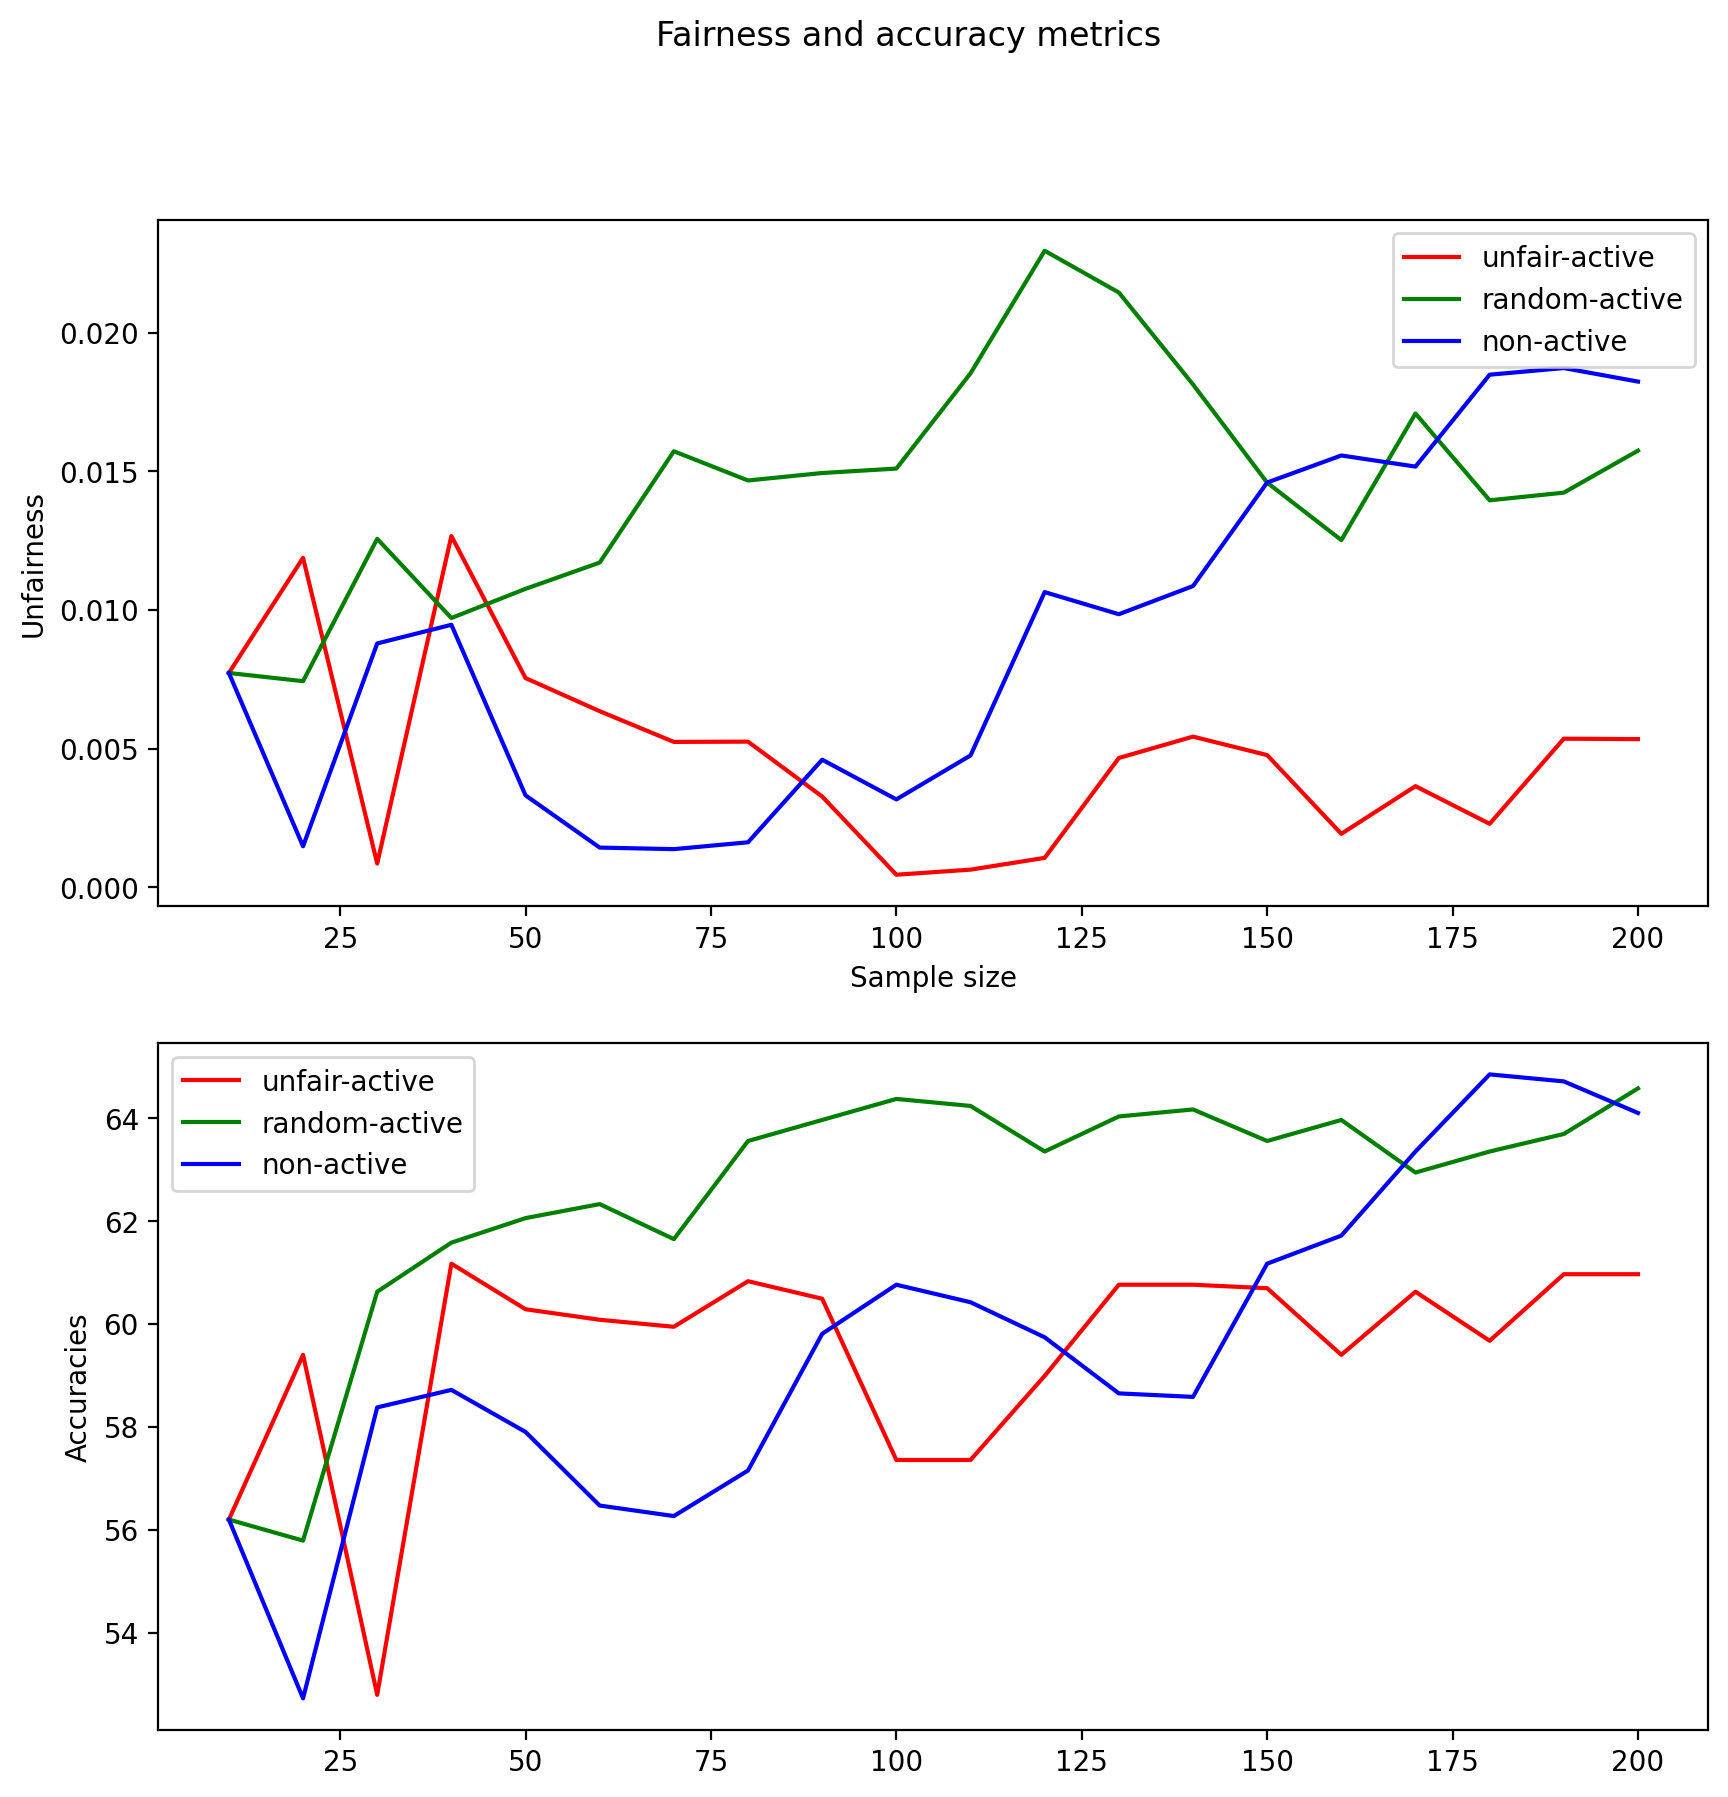 Fairness and accuracy metrics
unfair-active
random-active
non-active
0.020
0.015
0.010
0.005
0.000
Unfairness
25 50 75 100 125 150 175 200
Sample size
unfair-active
random-active
non-active
64
62
60
58
56
54
Accuracies
25 50 75 100 125 150 175 200